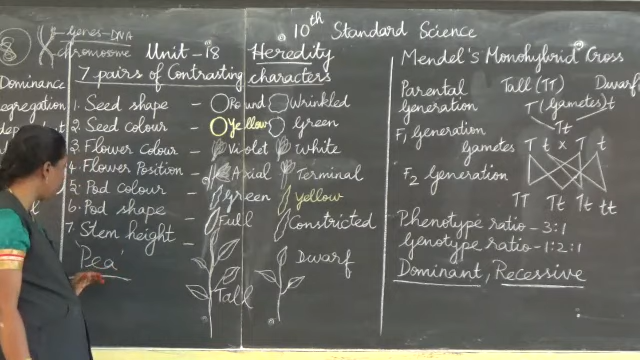 10th Standard Science
Genes-DNA
Chromosome
Unit-18 Heredity
7 pairs of Contrasting characters
Dominance
egregation
1. Seed shape - Round Wrinkled
2. Seed colour - Yellow Green
3. Flower Colour - Violet White
4. Flower Position - Axial Terminal
5. Pod colour - Green Yellow
6. Pod shape - Full Constricted
7. Stem height - Tall Dwarf
'Pea'
Mendel's Monohybrid Cross
Parental Generation Tall (TT) Dwarf
T (Gametes) t
F1 Generation Tt
Gametes T t x T t
F2 Generation
TT Tt Tt tt
Phenotype ratio - 3:1
Genotype ratio - 1:2:1
Dominant, Recessive